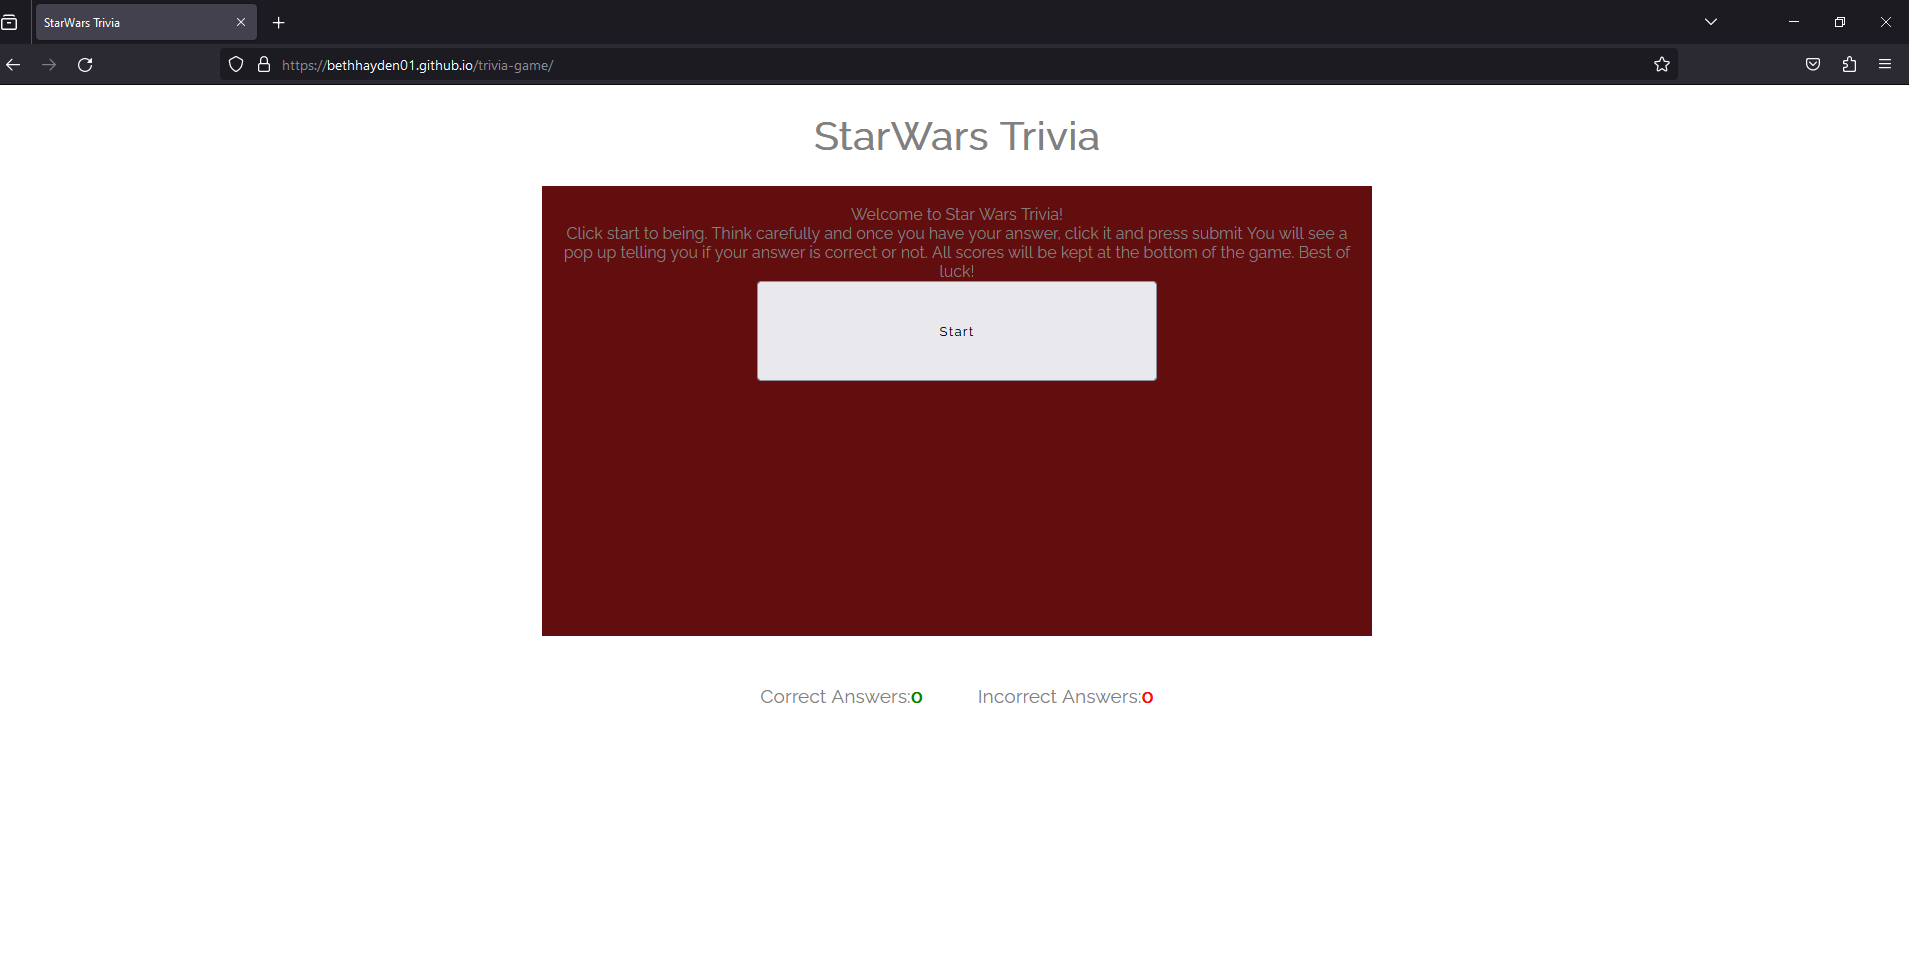 StarWars Trivia
https://bethhayden01.github.io/trivia-game/
StarWars Trivia
Welcome to Star Wars Trivia!
Click start to being. Think carefully and once you have your answer, click it and press submit You will see a
pop up telling you if your answer is correct or not. All scores will be kept at the bottom of the game. Best of
luck!
Start
Correct Answers:0 Incorrect Answers:0